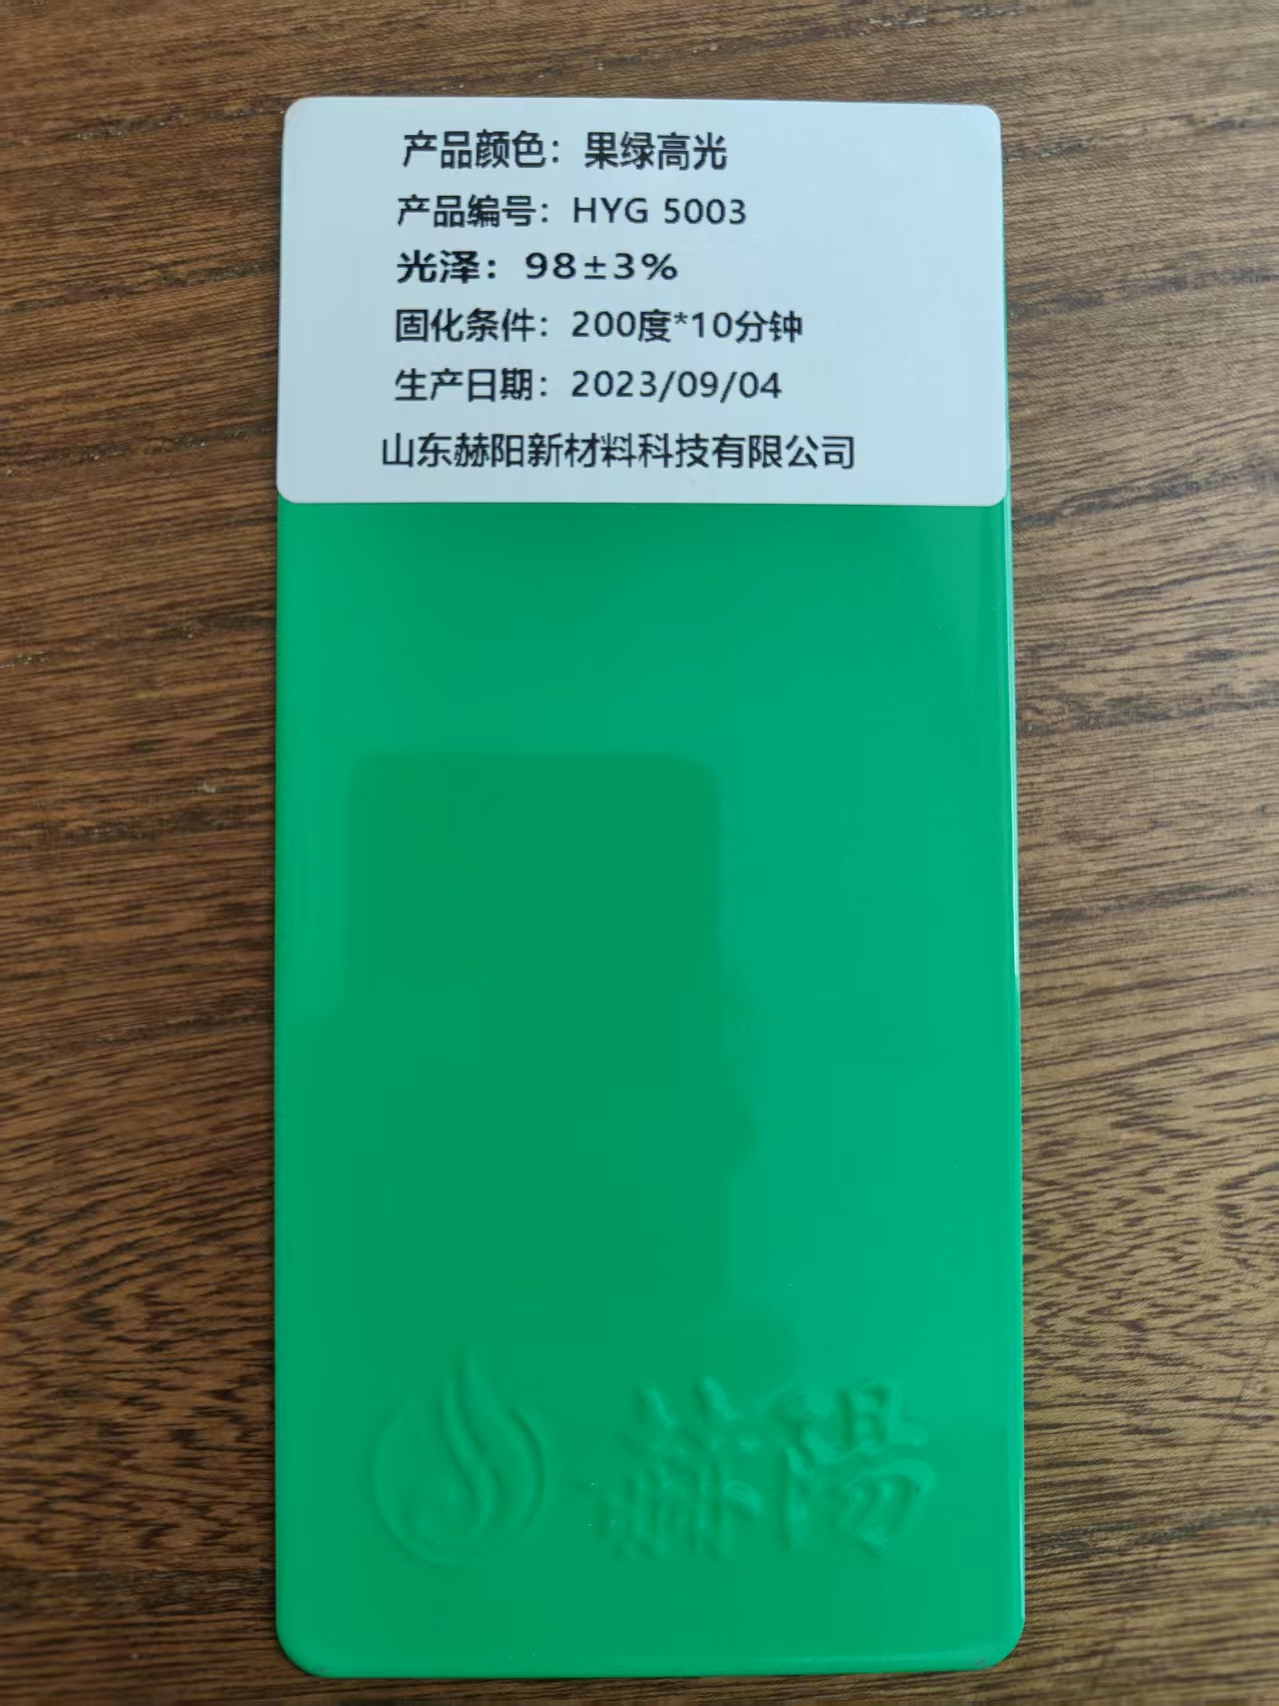 产品颜色：果绿高光
产品编号：HYG 5003
光泽：98±3%
固化条件：200度*10分钟
生产日期：2023/09/04
山东赫阳新材料科技有限公司
赫陽